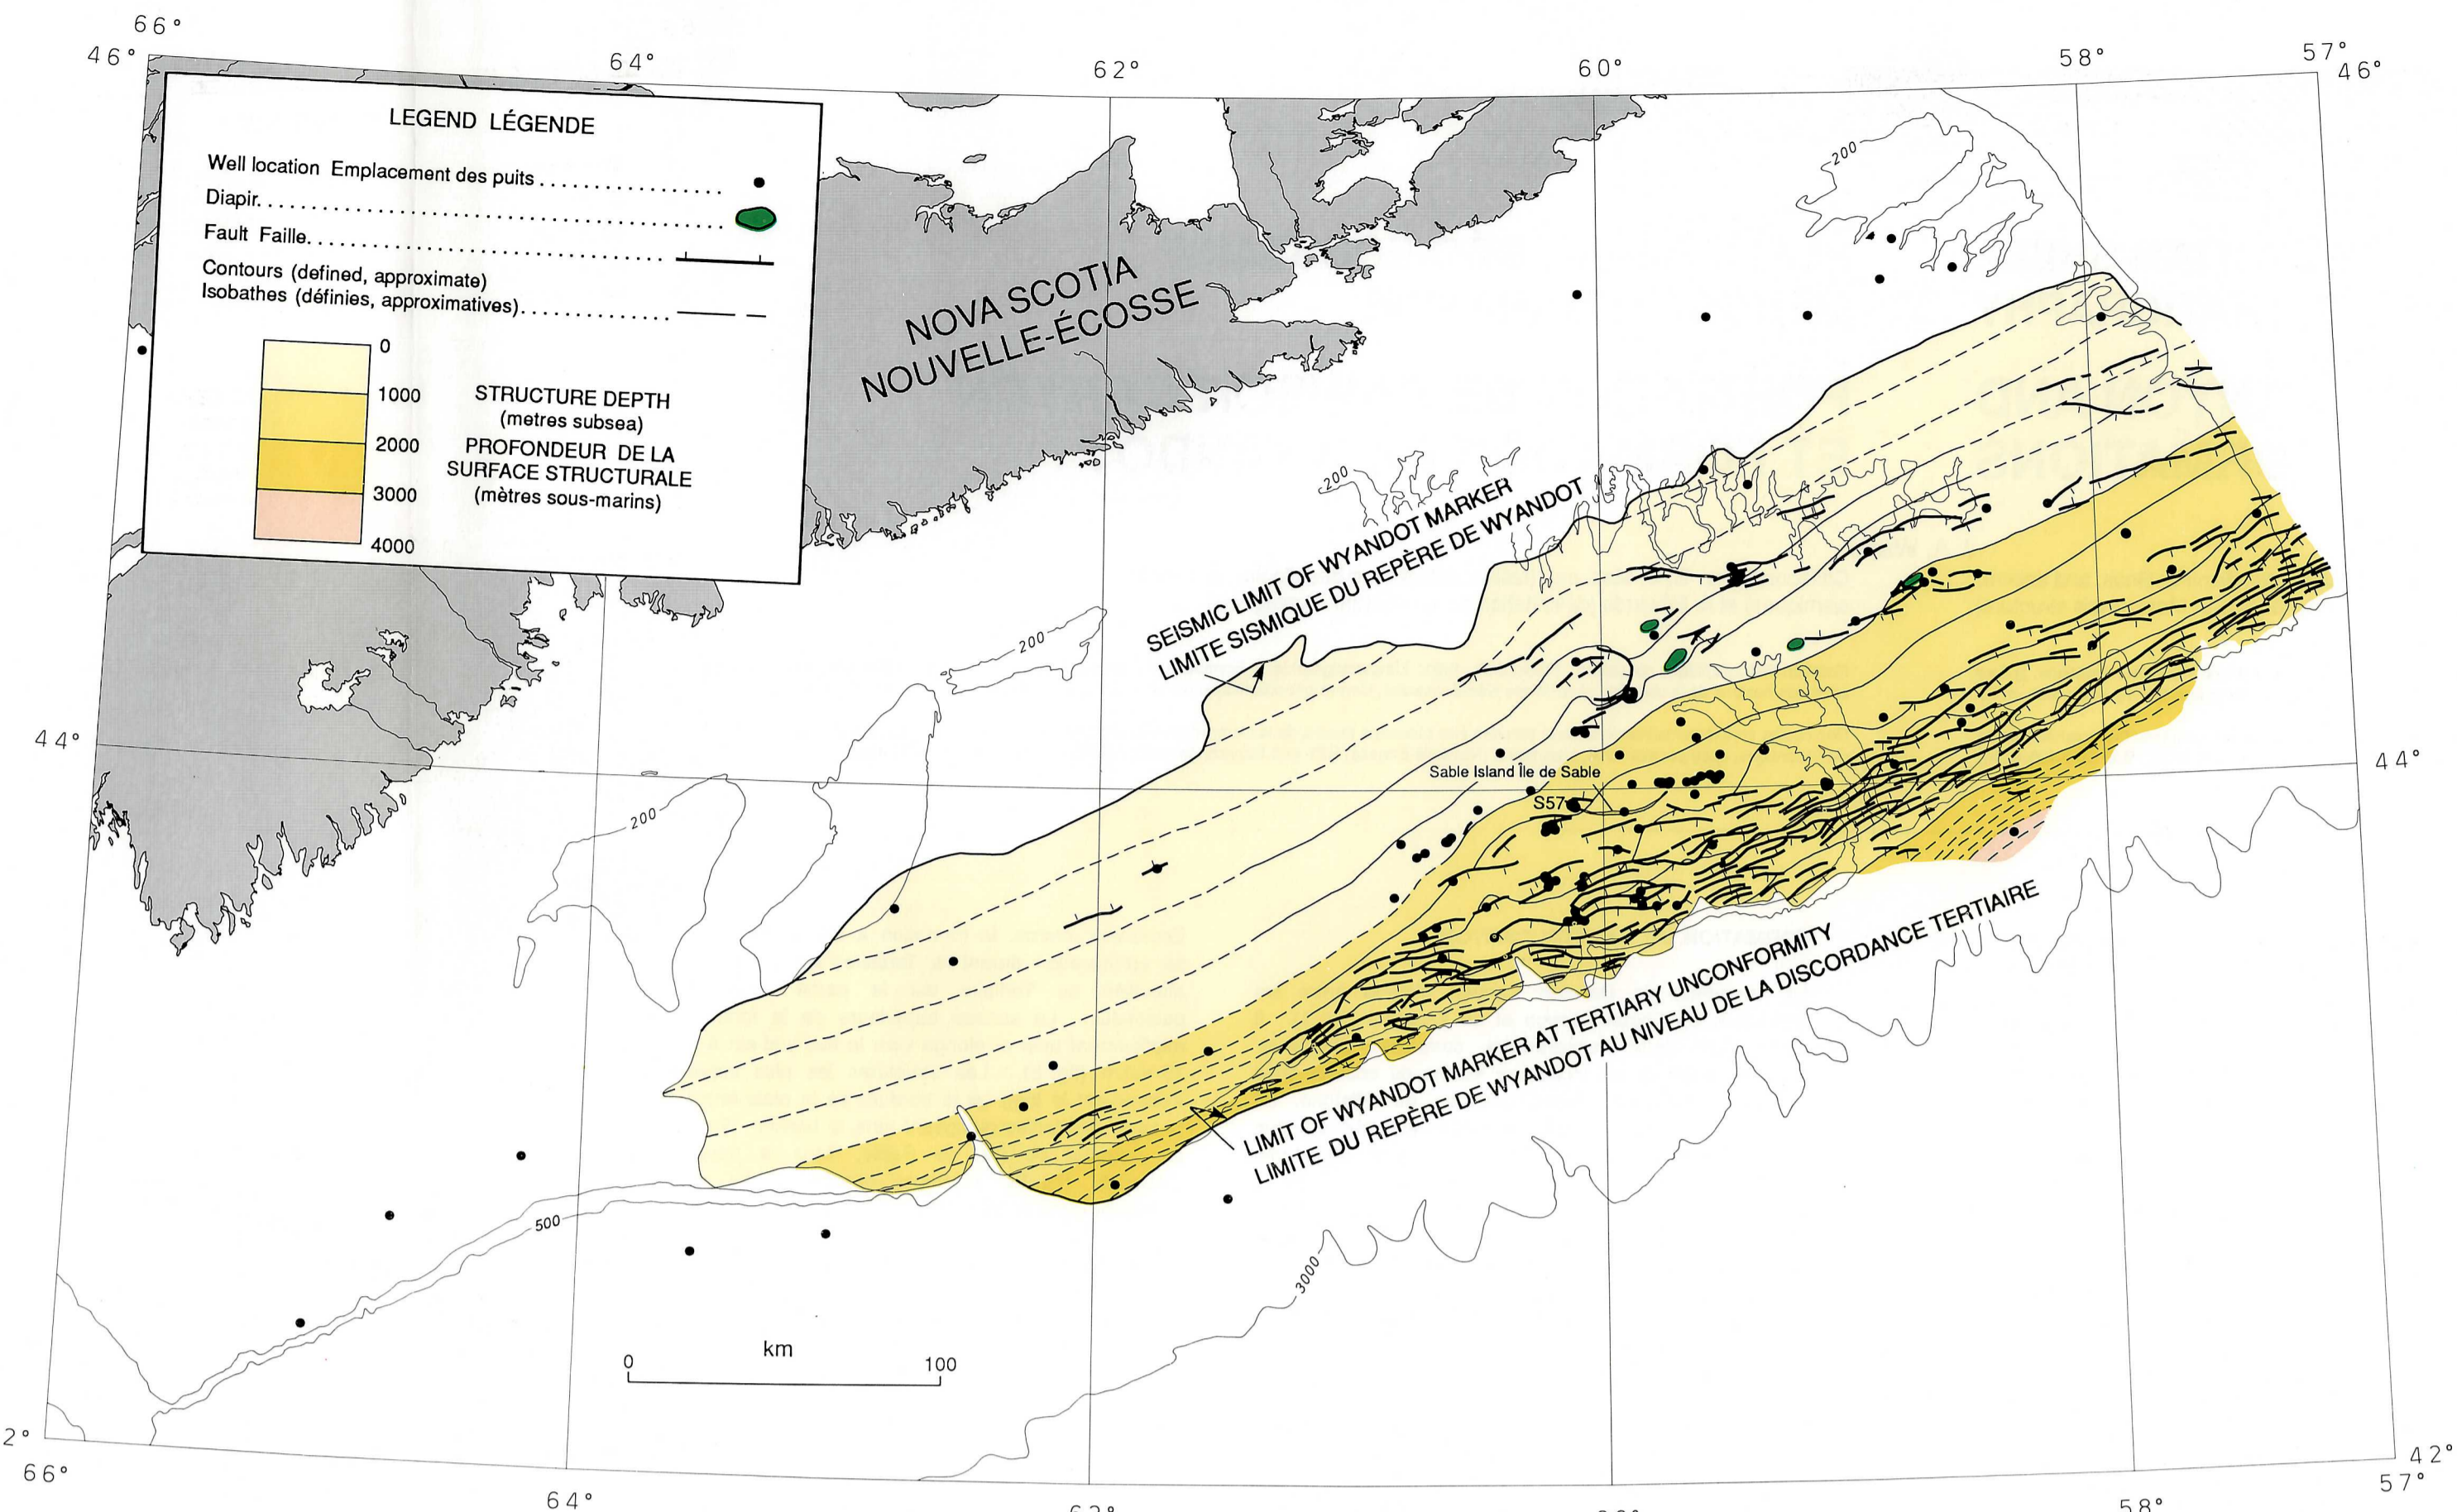 66°
46°
64°
62°
60°
58°
57°
46°
LEGEND LÉGENDE
Well location Emplacement des puits
Diapir
Fault Faille
Contours (defined, approximate)
Isobathes (définies, approximatives)
0
1000
2000
3000
4000
STRUCTURE DEPTH
(metres subsea)
PROFONDEUR DE LA
SURFACE STRUCTURALE
(mètres sous-marins)
NOVA SCOTIA
NOUVELLE-ÉCOSSE
200
200
SEISMIC LIMIT OF WYANDOT MARKER
LIMITE SISMIQUE DU REPÈRE DE WYANDOT
200
44°
44°
Sable Island Île de Sable
S57
200
LIMIT OF WYANDOT MARKER AT TERTIARY UNCONFORMITY
LIMITE DU REPÈRE DE WYANDOT AU NIVEAU DE LA DISCORDANCE TERTIAIRE
500
3000
km
0
100
2°
66°
64°
42°
57°
58°